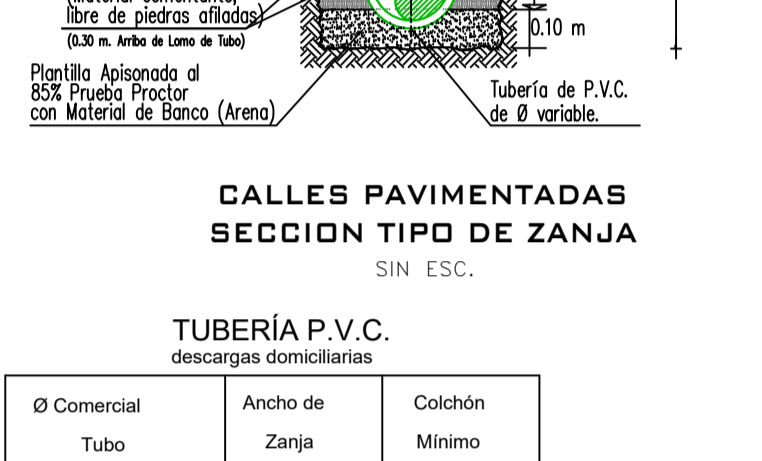 libre de piedras afiladas)
(0.30 m. Arriba de Lomo de Tubo)
0.10 m
Plantilla Apisonada al
85% Prueba Proctor
con Material de Banco (Arena)
Tubería de P.V.C.
de Ø variable.
CALLES PAVIMENTADAS
SECCION TIPO DE ZANJA
SIN ESC.
TUBERÍA P.V.C.
descargas domiciliarias
Ø Comercial
Tubo
Ancho de
Zanja
Colchón
Mínimo